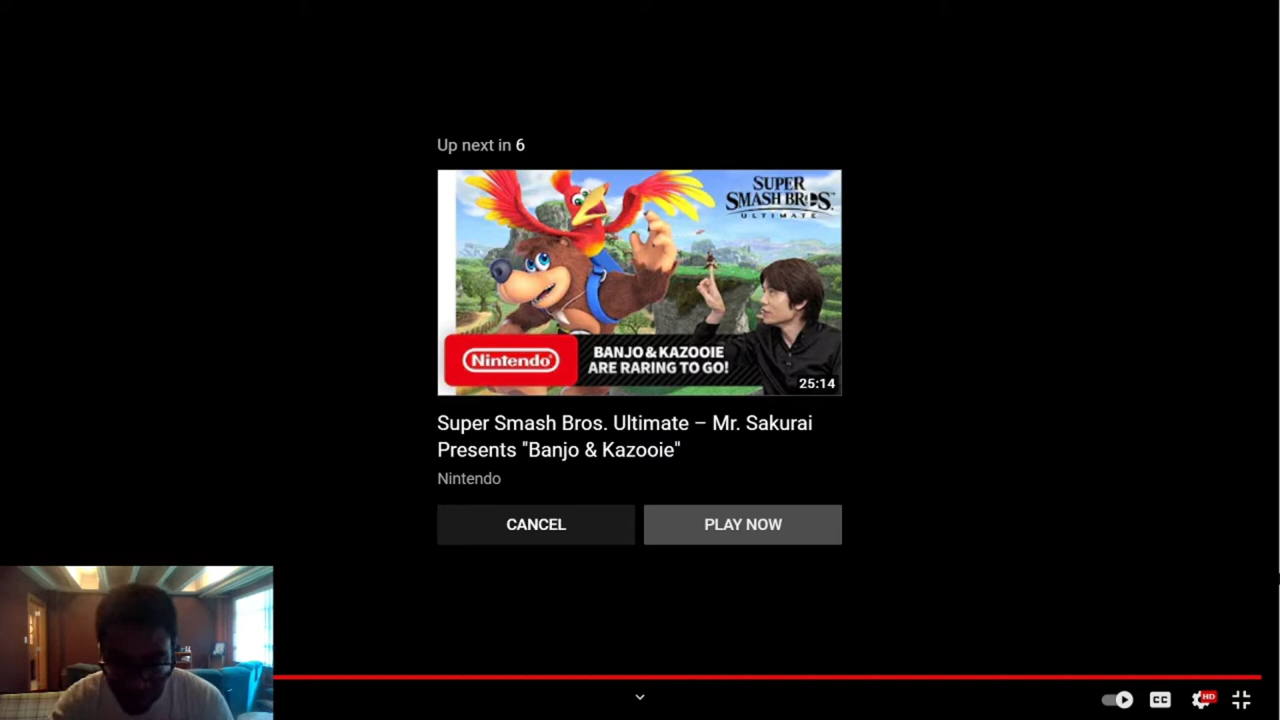 Up next in 6
SUPER
SMASH BROS.
ULTIMATE
Nintendo
BANJO & KAZOOIE
ARE RARING TO GO!
25:14
Super Smash Bros. Ultimate – Mr. Sakurai
Presents "Banjo & Kazooie"
Nintendo
CANCEL
PLAY NOW
CC
HD